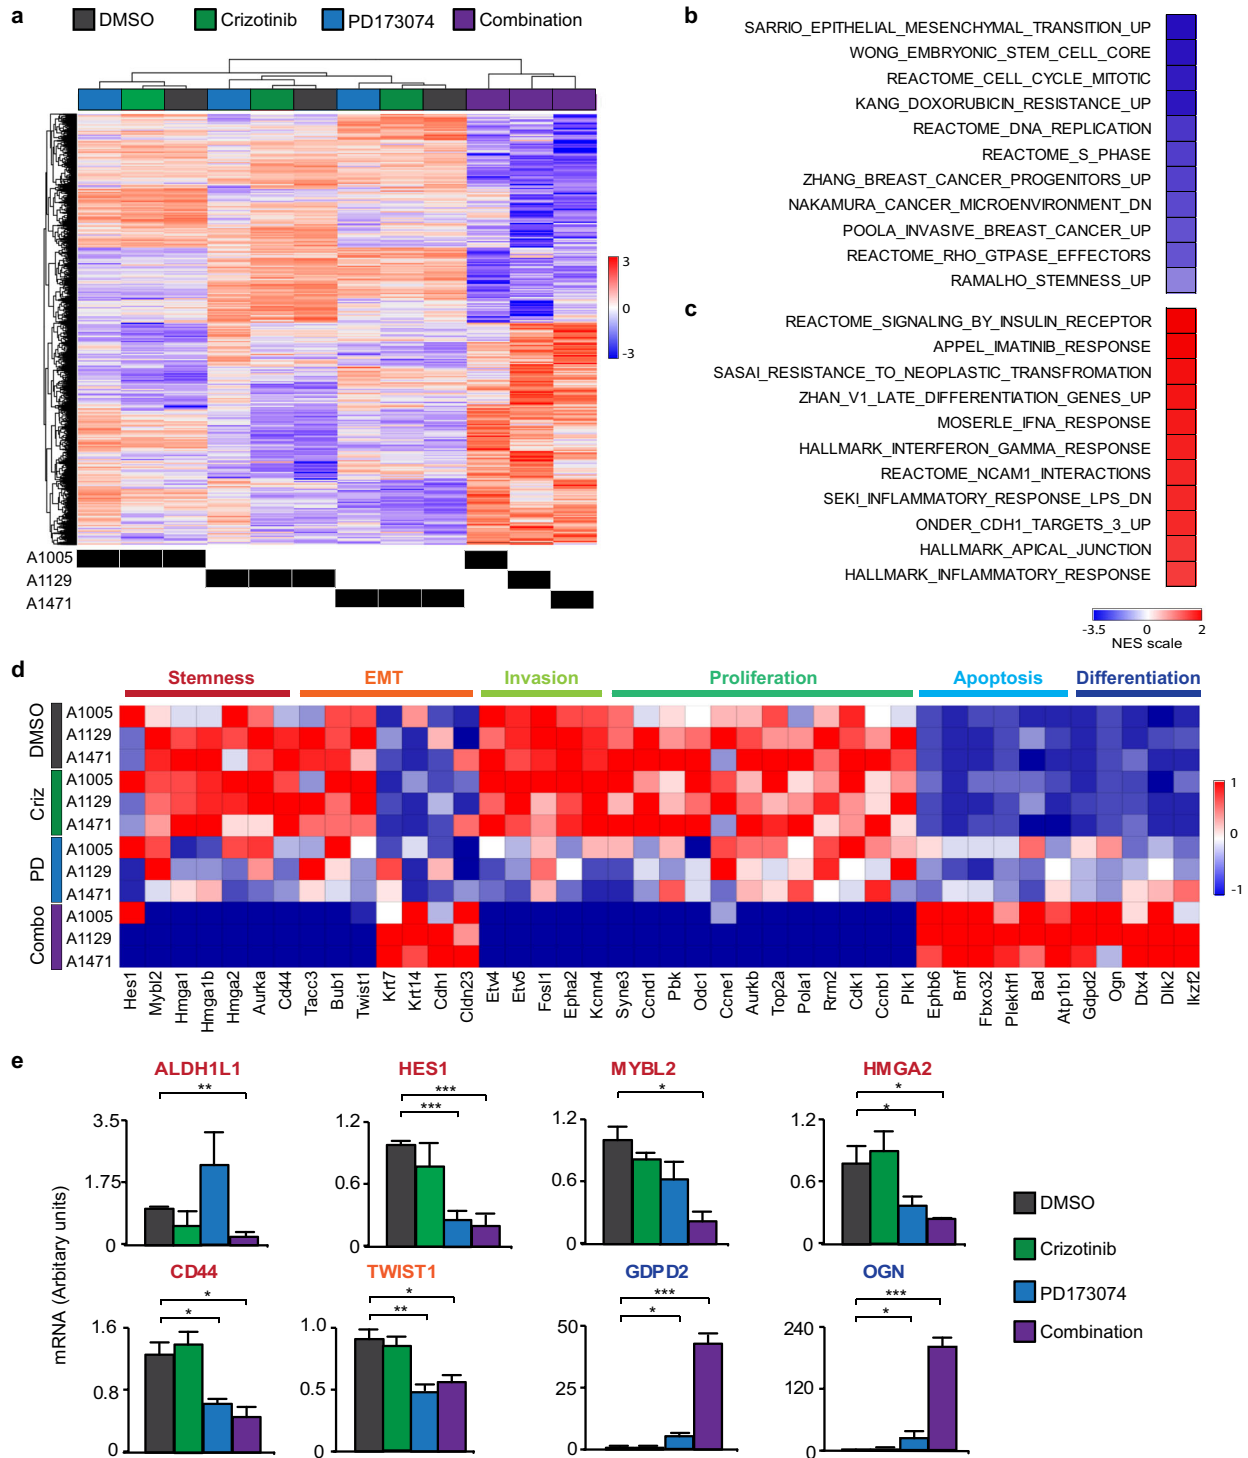 a
DMSO Crizotinib PD173074 Combination
3
0
-3
A1005
A1129
A1471
b
SARRIO_EPITHELIAL_MESENCHYMAL_TRANSITION_UP
WONG_EMBRYONIC_STEM_CELL_CORE
REACTOME_CELL_CYCLE_MITOTIC
KANG_DOXORUBICIN_RESISTANCE_UP
REACTOME_DNA_REPLICATION
REACTOME_S_PHASE
ZHANG_BREAST_CANCER_PROGENITORS_UP
NAKAMURA_CANCER_MICROENVIRONMENT_DN
POOLA_INVASIVE_BREAST_CANCER_UP
REACTOME_RHO_GTPASE_EFFECTORS
RAMALHO_STEMNESS_UP
c
REACTOME_SIGNALING_BY_INSULIN_RECEPTOR
APPEL_IMATINIB_RESPONSE
SASAI_RESISTANCE_TO_NEOPLASTIC_TRANSFROMATION
ZHAN_V1_LATE_DIFFERENTIATION_GENES_UP
MOSERLE_IFNA_RESPONSE
HALLMARK_INTERFERON_GAMMA_RESPONSE
REACTOME_NCAM1_INTERACTIONS
SEKI_INFLAMMATORY_RESPONSE_LPS_DN
ONDER_CDH1_TARGETS_3_UP
HALLMARK_APICAL_JUNCTION
HALLMARK_INFLAMMATORY_RESPONSE
-3.5 0 2
NES scale
d
Stemness EMT Invasion Proliferation Apoptosis Differentiation
DMSO
A1005
A1129
A1471
Criz
A1005
A1129
A1471
PD
A1005
A1129
A1471
Combo
A1005
A1129
A1471
1
0
-1
Hes1 Mybl2 Hmga1 Hmga1b Hmga2 Aurka Cd44 Tacc3 Bub1 Twist1 Krt7 Krt14 Cdh1 Cldn23 Etv4 Etv5 Fosl1 Epha2 Kcnn4 Syne3 Ccnd1 Pbk Odc1 Ccne1 Aurkb Top2a Pola1 Rrm2 Cdk1 Ccnb1 Plk1 Ephb6 Bmf Fbxo32 Plekhf1 Bad Atp1b1 Gdpd2 Ogn Dtx4 Dlk2 Ikzf2
e
mRNA (Arbitary units)
ALDH1L1
**
3.5
1.75
0
HES1
***
***
1.2
0.6
0
MYBL2
*
1.2
0.6
0
HMGA2
*
*
1.2
0.6
0
CD44
*
*
1.6
0.8
0
TWIST1
*
**
1.0
0.5
0
GDPD2
***
*
50
25
0
OGN
***
*
240
120
0
DMSO
Crizotinib
PD173074
Combination